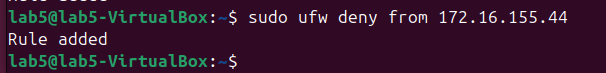 lab5@lab5-VirtualBox:~$ sudo ufw deny from 172.16.155.44
Rule added
lab5@lab5-VirtualBox:~$